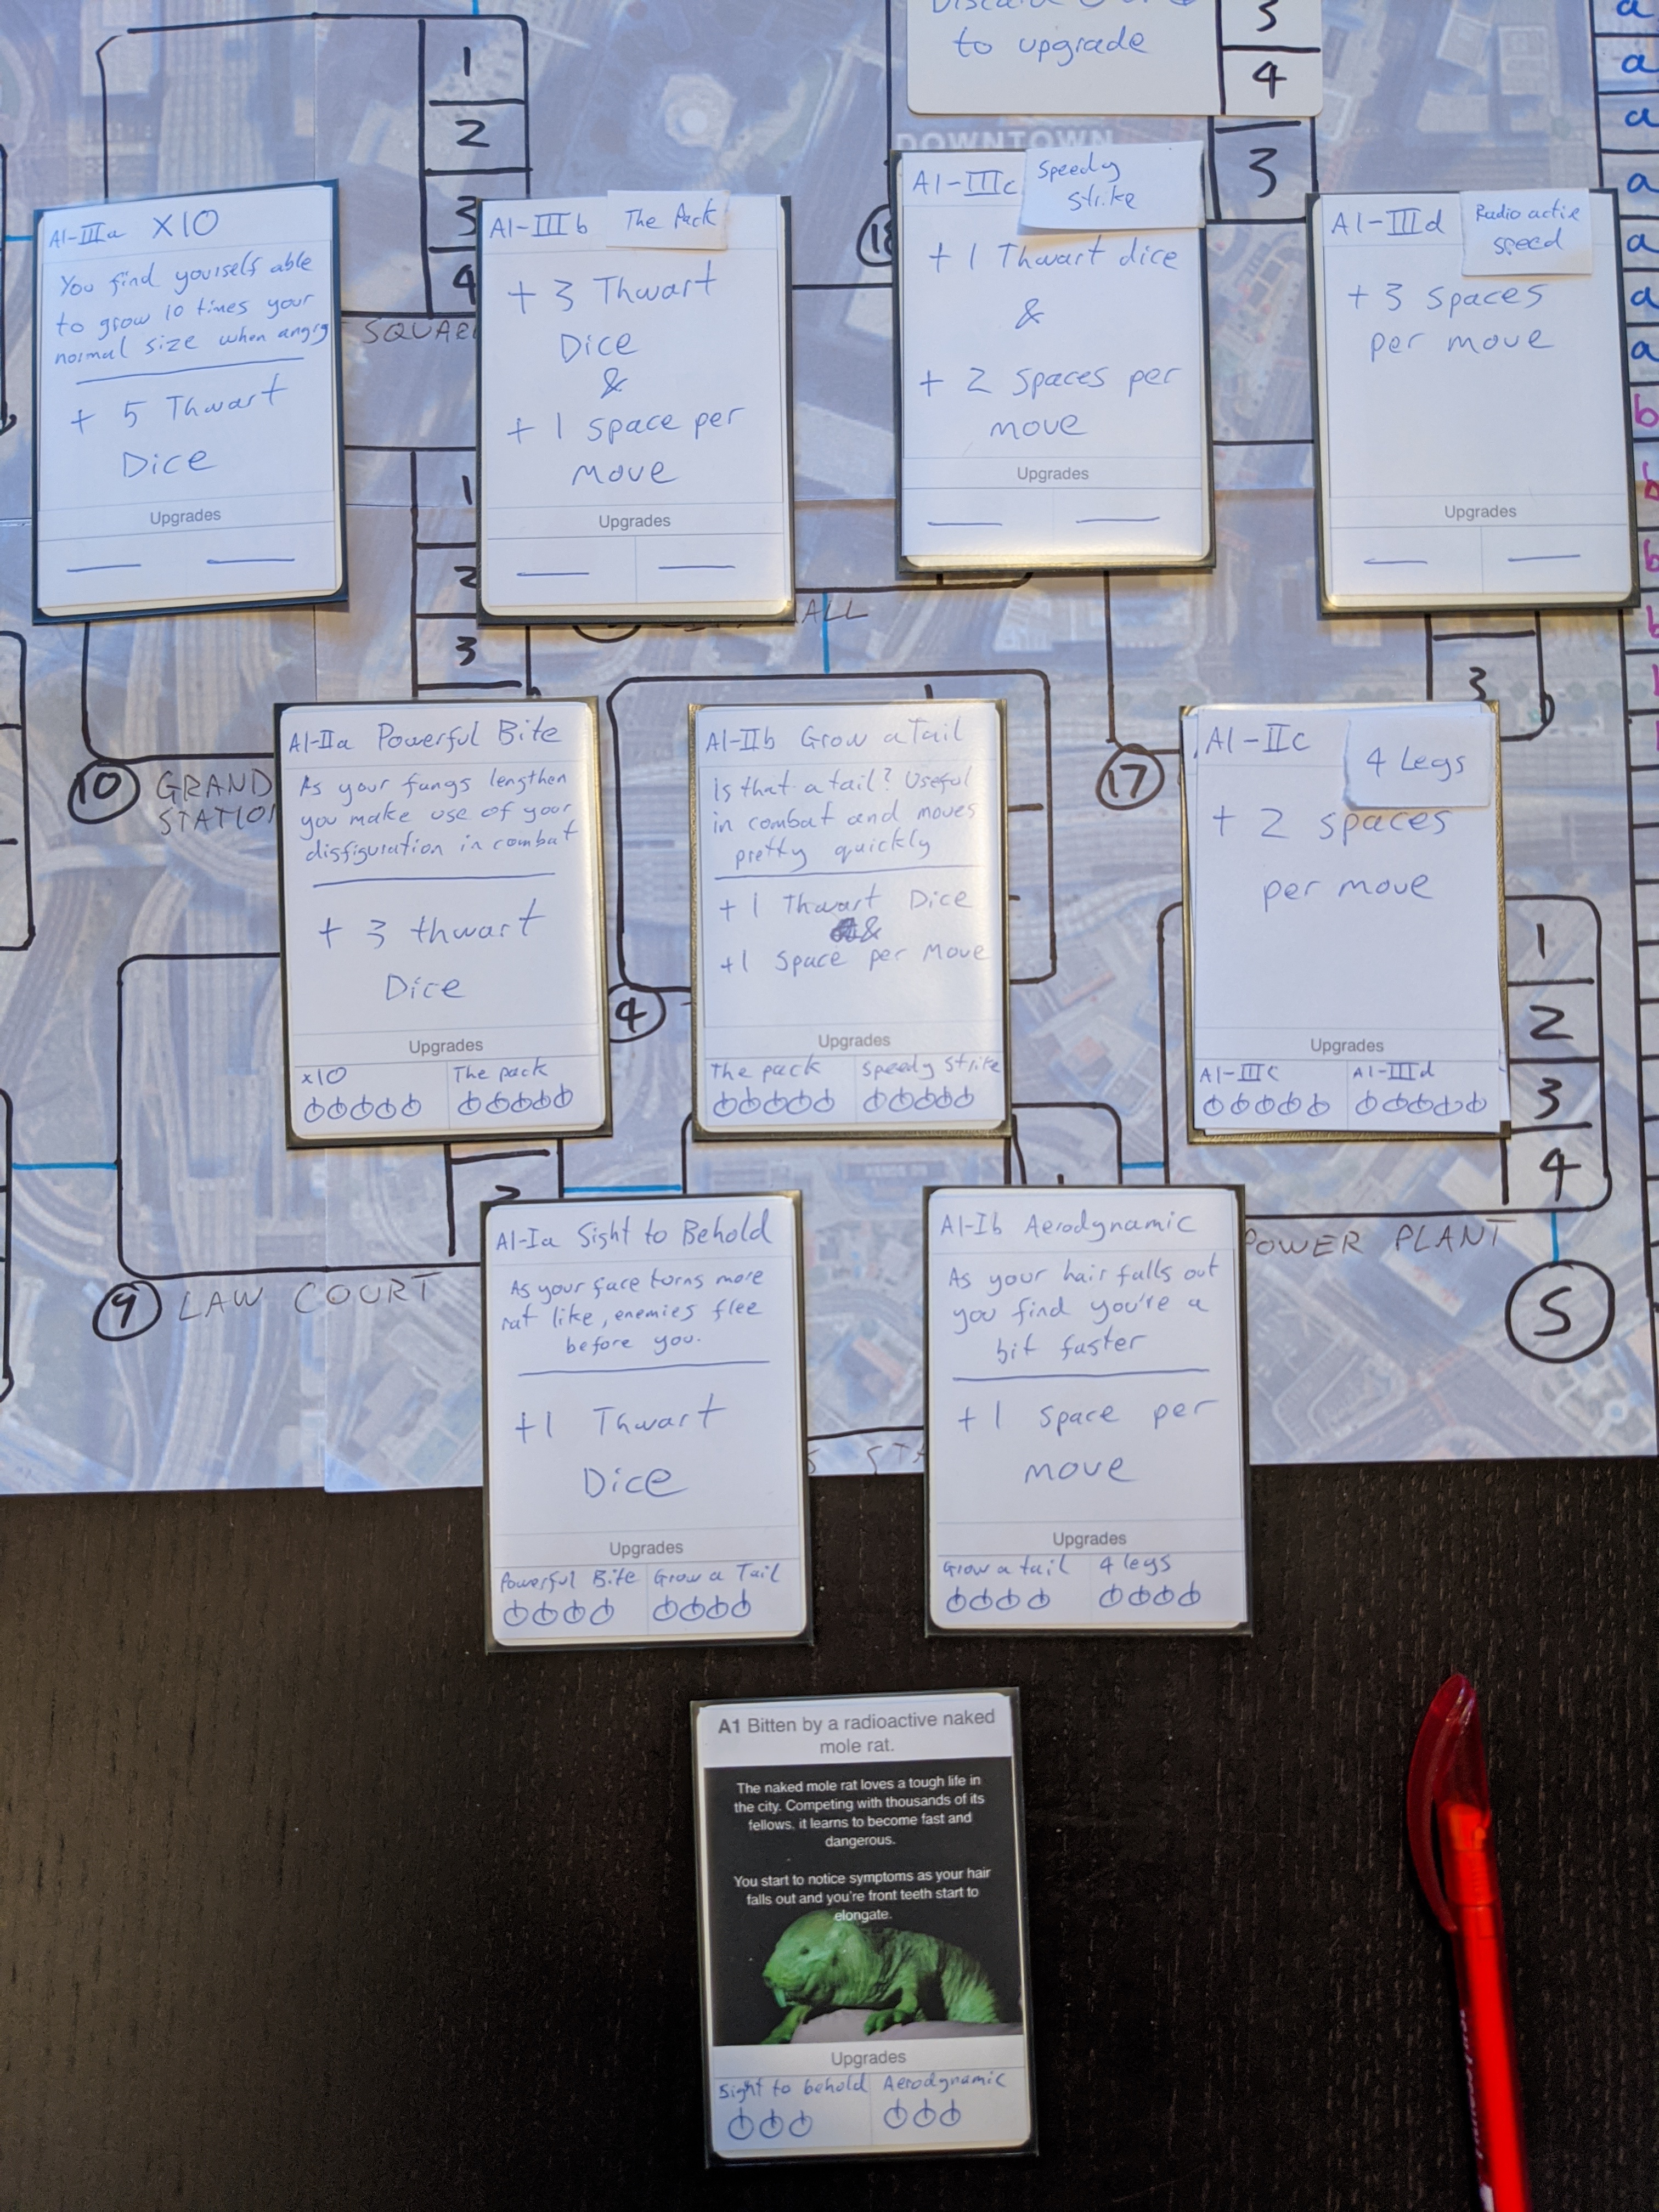 to upgrade
3
4
1
2
3
4
DOWNTOWN
3
18
SQUARE
A1-IIIa X10
You find yourself able
to grow 10 times your
normal size when angry
+ 5 Thwart
Dice
Upgrades
A1-IIIb The Pack
+ 3 Thwart
Dice
&
+ 1 space per
Move
Upgrades
A1-IIIc Speedy
strike
+ 1 Thwart dice
&
+ 2 spaces per
move
Upgrades
A1-IIId Radio actie
speed
+ 3 spaces
per move
Upgrades
a
a
a
a
a
a
a
b
b
b
b
1
2
3
ALL
3
10 GRAND
STATION
17
4
A1-IIa Powerful Bite
As your fangs lengthen
you make use of your
disfiguration in combat
+ 3 thwart
Dice
Upgrades
x10
The pack
A1-IIb Grow a Tail
Is that a tail? Useful
in combat and moves
pretty quickly
+ 1 Thwart Dice
&
+1 Space per Move
Upgrades
The pack
Speedy Strike
A1-IIc 4 Legs
+ 2 spaces
per move
Upgrades
A1-IIIc
A1-IIId
1
2
3
4
POWER PLANT
S
9 LAW COURT
A1-Ia Sight to Behold
As your face turns more
rat like, enemies flee
before you.
+1 Thwart
Dice
Upgrades
Powerful Bite
Grow a Tail
A1-Ib Aerodynamic
As your hair falls out
you find you're a
bit faster
+ 1 space per
move
Upgrades
Grow a tail
4 legs
A1 Bitten by a radioactive naked
mole rat.
The naked mole rat loves a tough life in
the city. Competing with thousands of its
fellows. it learns to become fast and
dangerous.
You start to notice symptoms as your hair
falls out and you're front teeth start to
elongate.
Upgrades
Sight to behold
Aerodynamic